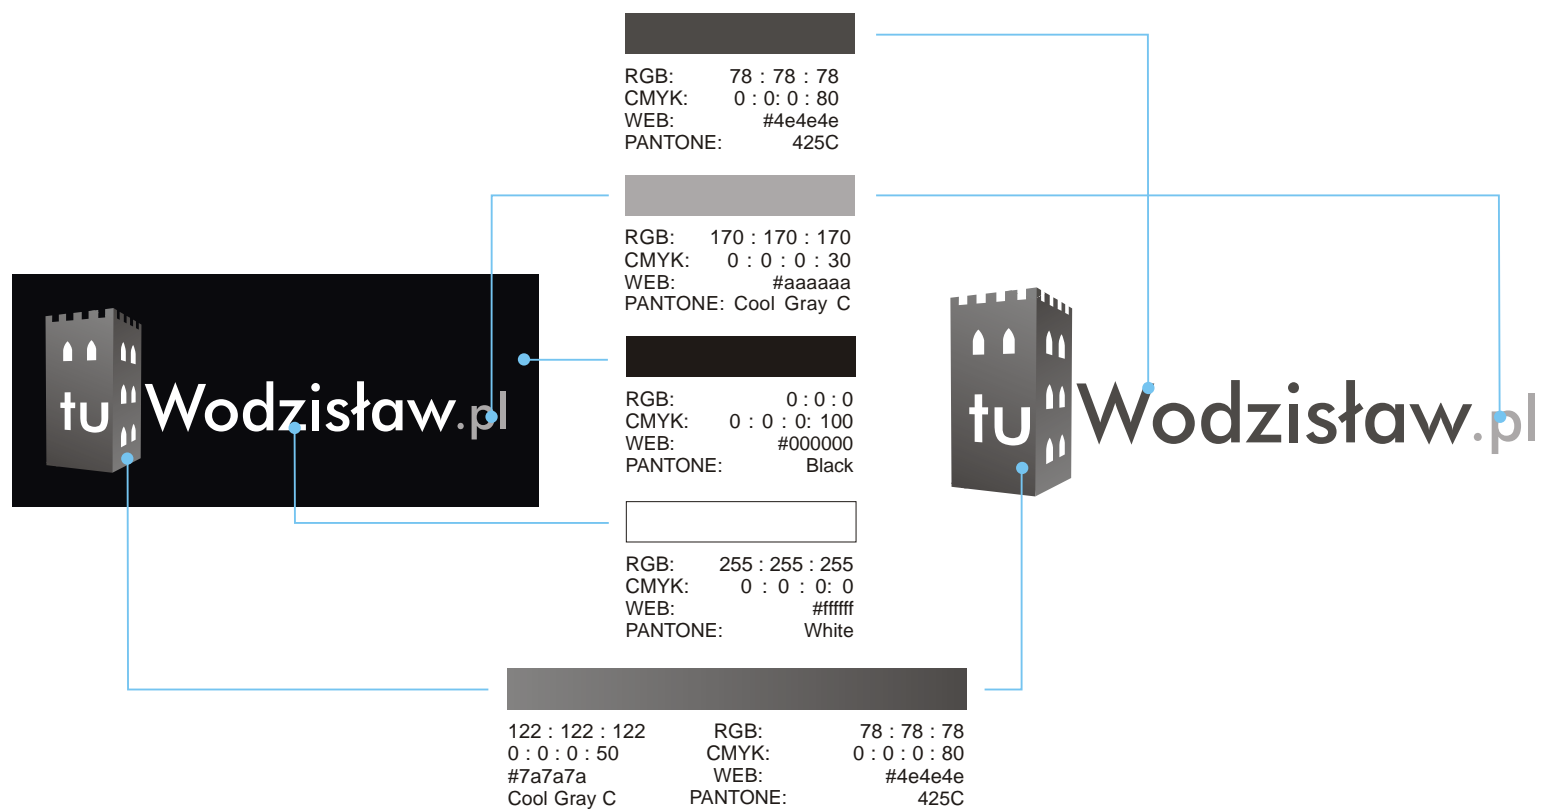 RGB: 78 : 78 : 78
CMYK: 0 : 0: 0 : 80
WEB: #4e4e4e
PANTONE: 425C
RGB: 170 : 170 : 170
CMYK: 0 : 0 : 0 : 30
WEB: #aaaaaa
PANTONE: Cool Gray C
tu Wodzisław.pl
RGB: 0 : 0 : 0
CMYK: 0 : 0 : 0: 100
WEB: #000000
PANTONE: Black
tu Wodzisław.pl
RGB: 255 : 255 : 255
CMYK: 0 : 0 : 0: 0
WEB: #ffffff
PANTONE: White
122 : 122 : 122 RGB: 78 : 78 : 78
0 : 0 : 0 : 50 CMYK: 0 : 0 : 0 : 80
#7a7a7a WEB: #4e4e4e
Cool Gray C PANTONE: 425C